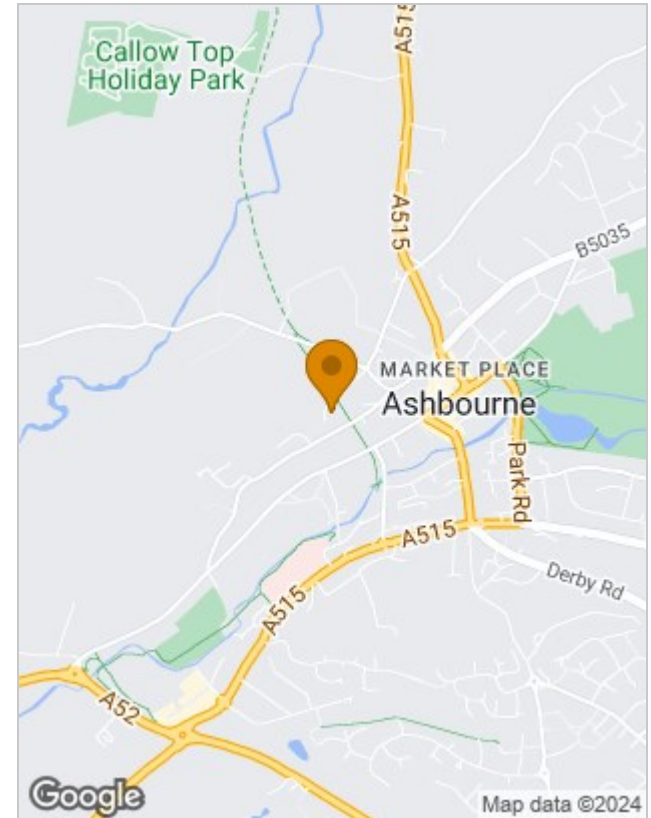 A515
Callow Top
Holiday Park
A515
B5035
MARKET PLACE
Ashbourne
Park Rd
A515
Derby Rd
A515
A52
Google
Map data ©2024